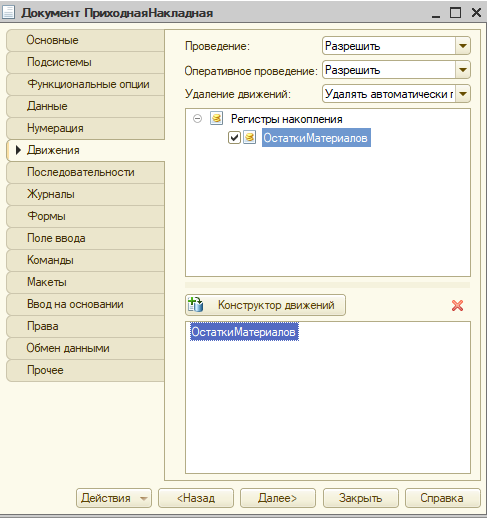 Документ ПриходнаяНакладная
Основные
Подсистемы
Функциональные опции
Данные
Нумерация
Движения
Последовательности
Журналы
Формы
Поле ввода
Команды
Макеты
Ввод на основании
Права
Обмен данными
Прочее
Проведение: Разрешить
Оперативное проведение: Разрешить
Удаление движений: Удалять автоматически г
Регистры накопления
ОстаткиМатериалов
Конструктор движений
ОстаткиМатериалов
Действия <Назад Далее> Закрыть Справка